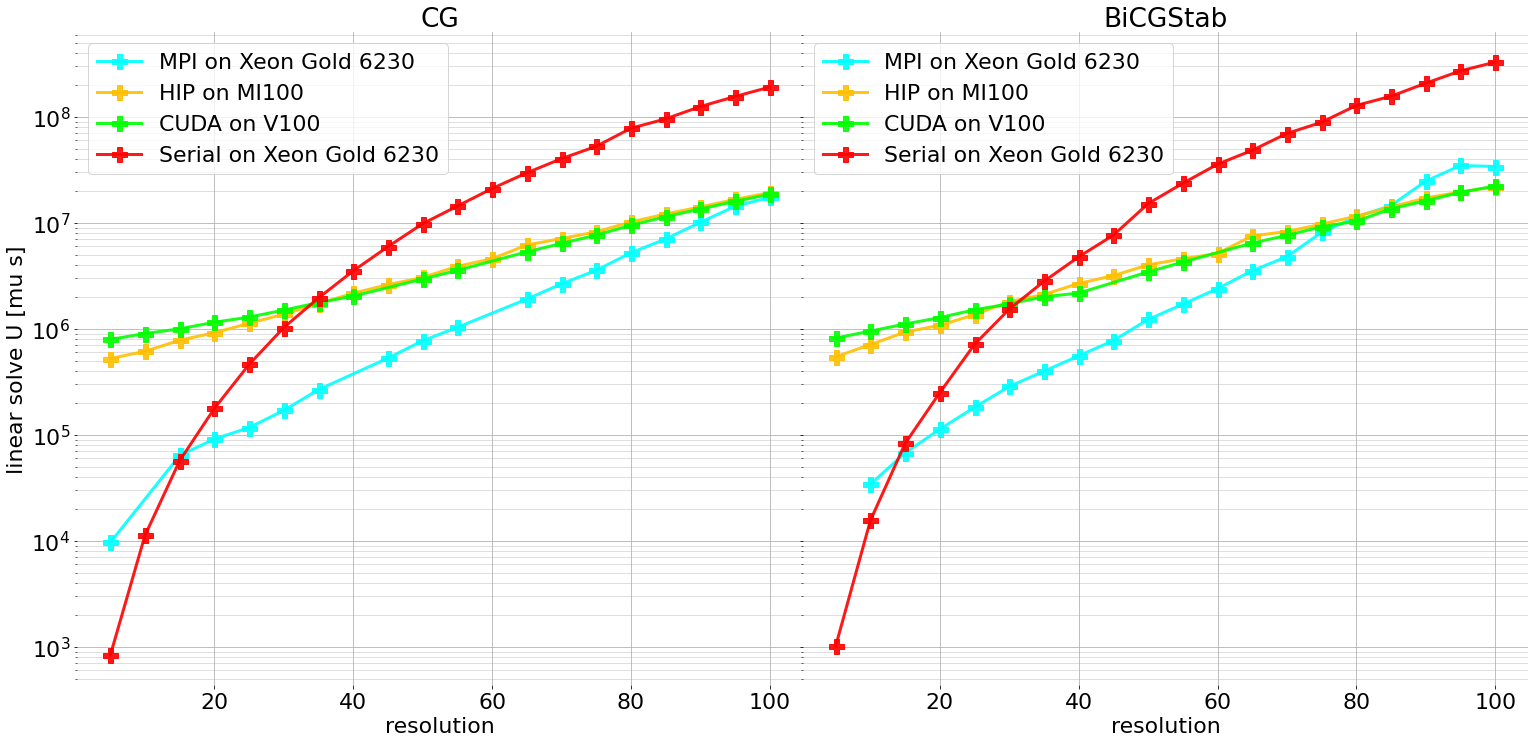 CG
BiCGStab
MPI on Xeon Gold 6230
HIP on MI100
CUDA on V100
Serial on Xeon Gold 6230
MPI on Xeon Gold 6230
HIP on MI100
CUDA on V100
Serial on Xeon Gold 6230
linear solve U [mu s]
10^8
10^7
10^6
10^5
10^4
10^3
20 40 60 80 100
20 40 60 80 100
resolution
resolution